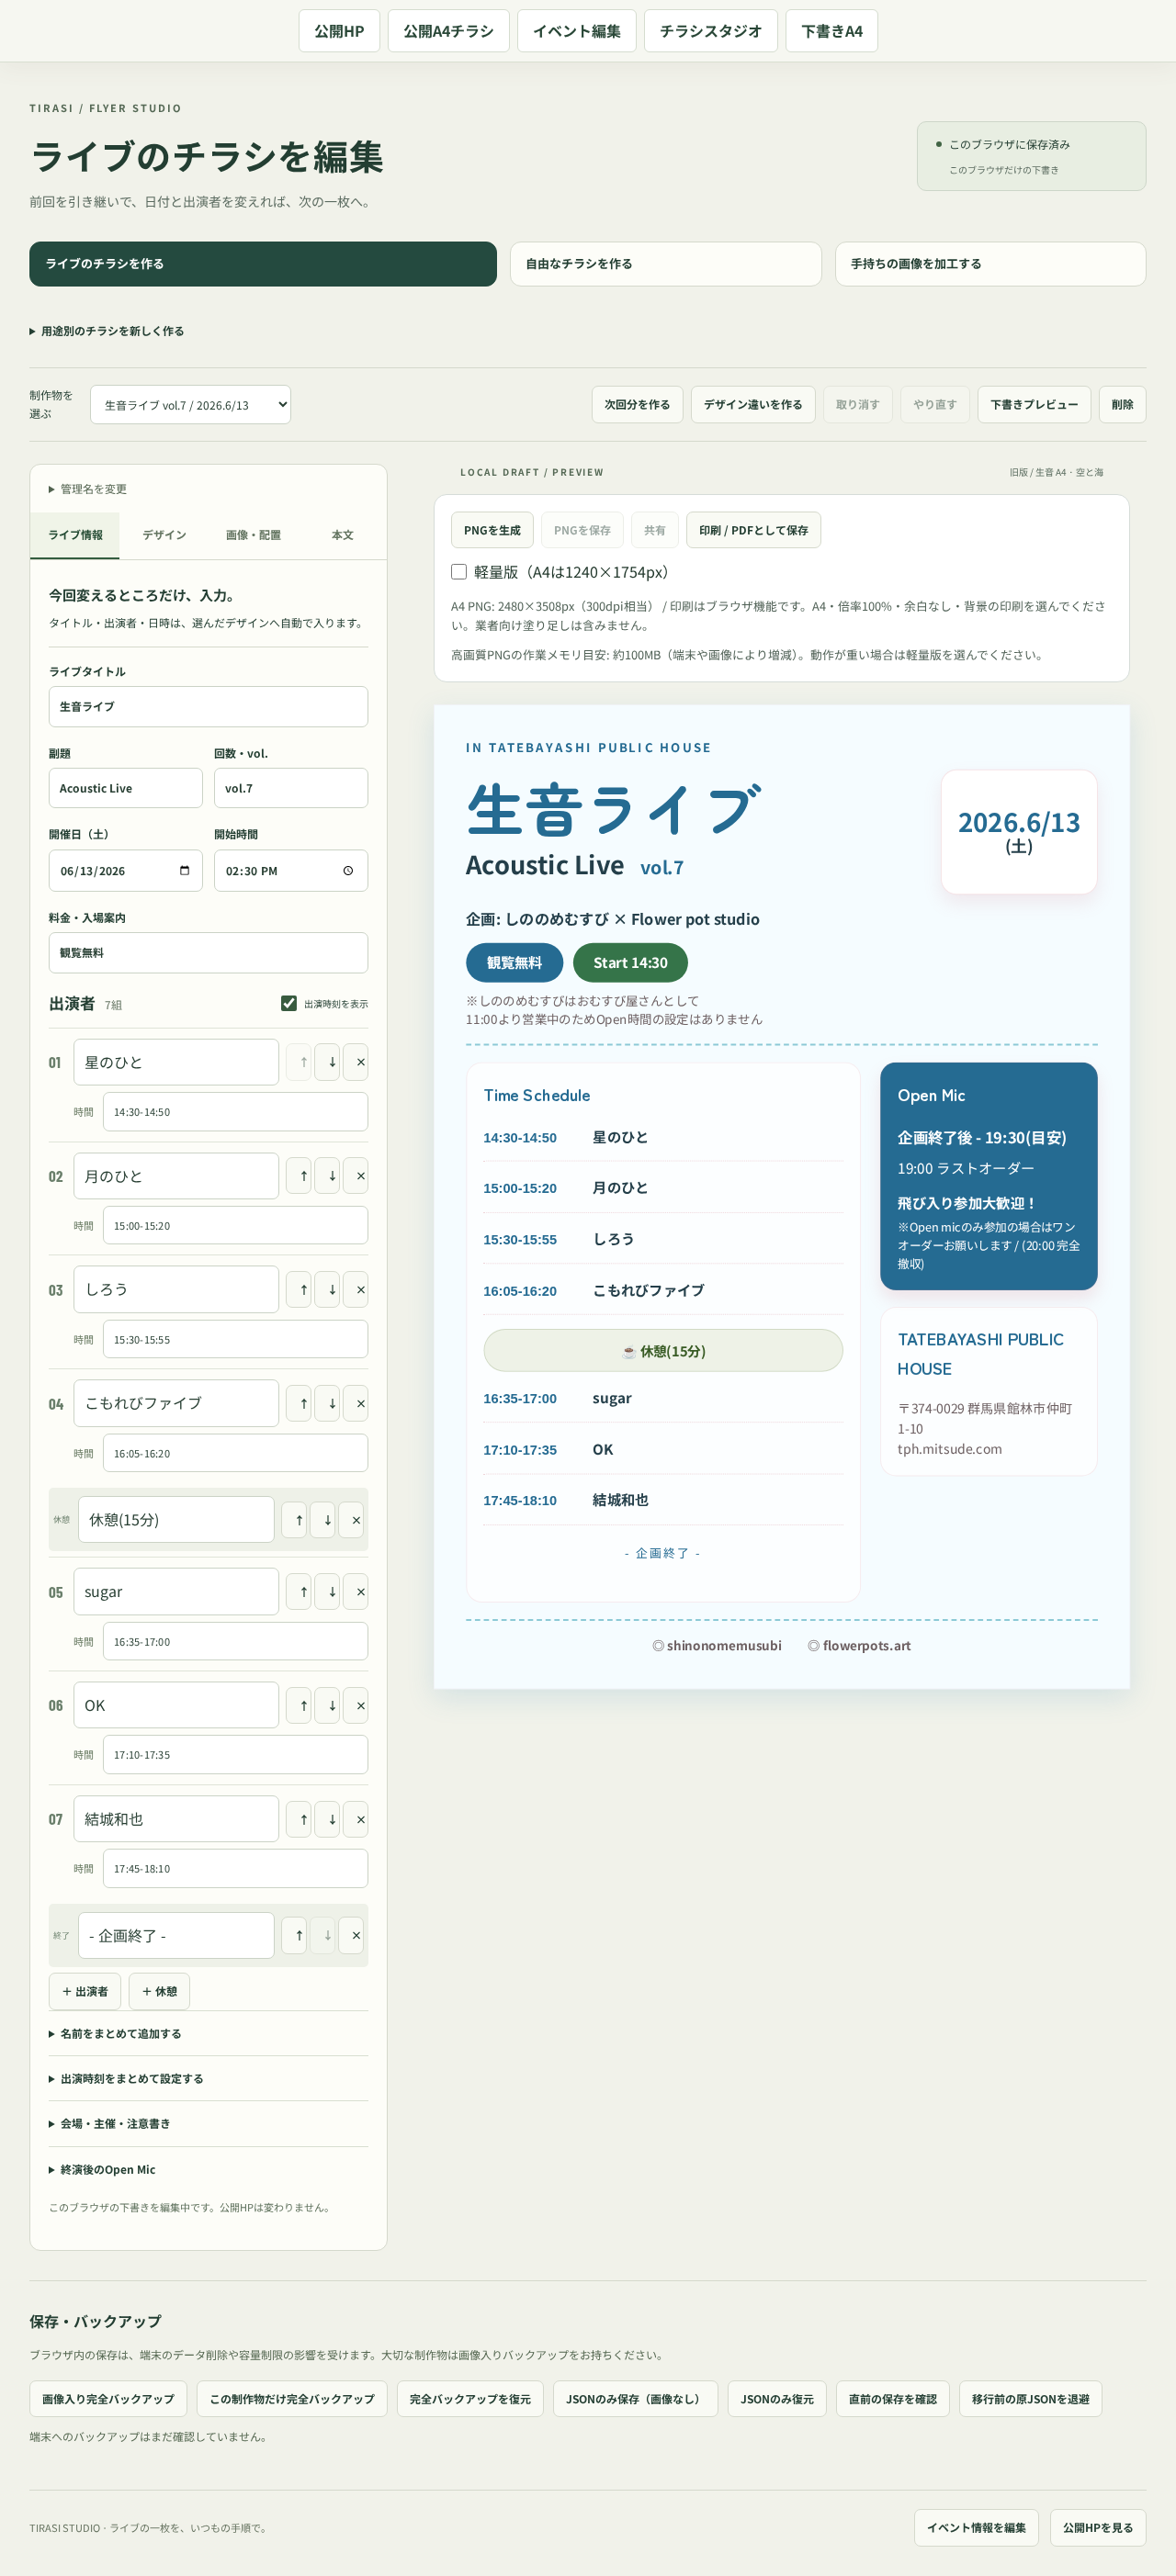 公開HP
公開A4チラシ
イベント編集
チラシスタジオ
下書きA4
TIRASI / FLYER STUDIO
ライブのチラシを編集
前回を引き継いで、日付と出演者を変えれば、次の一枚へ。
このブラウザに保存済み
このブラウザだけの下書き
ライブのチラシを作る
自由なチラシを作る
手持ちの画像を加工する
▶ 用途別のチラシを新しく作る
制作物を
選ぶ
生音ライブ vol.7 / 2026.6/13
次回分を作る
デザイン違いを作る
取り消す
やり直す
下書きプレビュー
削除
▶ 管理名を変更
ライブ情報
デザイン
画像・配置
本文
今回変えるところだけ、入力。
タイトル・出演者・日時は、選んだデザインへ自動で入ります。
ライブタイトル
生音ライブ
副題
回数・vol.
Acoustic Live
vol.7
開催日（土）
開始時間
06/13/2026
02:30 PM
料金・入場案内
観覧無料
出演者 7組
出演時刻を表示
01 星のひと ↑ ↓ ×
時間 14:30-14:50
02 月のひと ↑ ↓ ×
時間 15:00-15:20
03 しろう ↑ ↓ ×
時間 15:30-15:55
04 こもれびファイブ ↑ ↓ ×
時間 16:05-16:20
休憩 休憩(15分) ↑ ↓ ×
05 sugar ↑ ↓ ×
時間 16:35-17:00
06 OK ↑ ↓ ×
時間 17:10-17:35
07 結城和也 ↑ ↓ ×
時間 17:45-18:10
終了 - 企画終了 - ↑ ↓ ×
＋ 出演者
＋ 休憩
▶ 名前をまとめて追加する
▶ 出演時刻をまとめて設定する
▶ 会場・主催・注意書き
▶ 終演後のOpen Mic
このブラウザの下書きを編集中です。公開HPは変わりません。
LOCAL DRAFT / PREVIEW
旧版 / 生音 A4 · 空と海
PNGを生成
PNGを保存
共有
印刷 / PDFとして保存
軽量版（A4は1240×1754px）
A4 PNG: 2480×3508px（300dpi相当） / 印刷はブラウザ機能です。A4・倍率100%・余白なし・背景の印刷を選んでくださ
い。業者向け塗り足しは含みません。
高画質PNGの作業メモリ目安: 約100MB（端末や画像により増減）。動作が重い場合は軽量版を選んでください。
IN TATEBAYASHI PUBLIC HOUSE
生音ライブ
Acoustic Live vol.7
2026.6/13
(土)
企画: しののめむすび × Flower pot studio
観覧無料
Start 14:30
※しののめむすびはおむすび屋さんとして
11:00より営業中のためOpen時間の設定はありません
Time Schedule
14:30-14:50 星のひと
15:00-15:20 月のひと
15:30-15:55 しろう
16:05-16:20 こもれびファイブ
☕ 休憩(15分)
16:35-17:00 sugar
17:10-17:35 OK
17:45-18:10 結城和也
- 企画終了 -
Open Mic
企画終了後 - 19:30(目安)
19:00 ラストオーダー
飛び入り参加大歓迎！
※Open micのみ参加の場合はワン
オーダーお願いします / (20:00 完全
撤収)
TATEBAYASHI PUBLIC
HOUSE
〒374-0029 群馬県館林市仲町
1-10
tph.mitsude.com
◎ shinonomemusubi
◎ flowerpots.art
保存・バックアップ
ブラウザ内の保存は、端末のデータ削除や容量制限の影響を受けます。大切な制作物は画像入りバックアップをお持ちください。
画像入り完全バックアップ
この制作物だけ完全バックアップ
完全バックアップを復元
JSONのみ保存（画像なし）
JSONのみ復元
直前の保存を確認
移行前の原JSONを退避
端末へのバックアップはまだ確認していません。
TIRASI STUDIO · ライブの一枚を、いつもの手順で。
イベント情報を編集
公開HPを見る